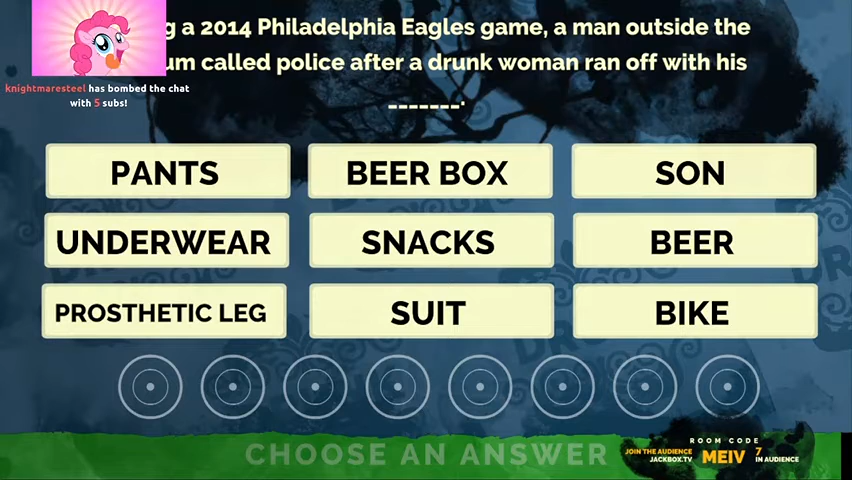 g a 2014 Philadelphia Eagles game, a man outside the
um called police after a drunk woman ran off with his
_______.
knightmaresteel has bombed the chat
with 5 subs!
PANTS
BEER BOX
SON
UNDERWEAR
SNACKS
BEER
PROSTHETIC LEG
SUIT
BIKE
CHOOSE AN ANSWER
JOIN THE AUDIENCE
JACKBOX.TV
ROOM CODE
MEIV
7
IN AUDIENCE